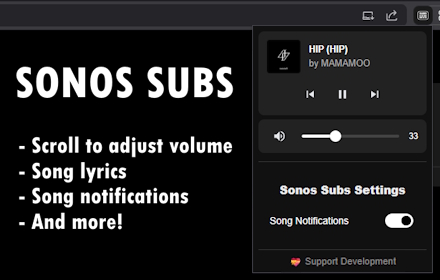 SONOS SUBS
- Scroll to adjust volume
- Song lyrics
- Song notifications
- And more!
HIP (HIP)
by MAMAMOO
33
Sonos Subs Settings
Song Notifications
Support Development